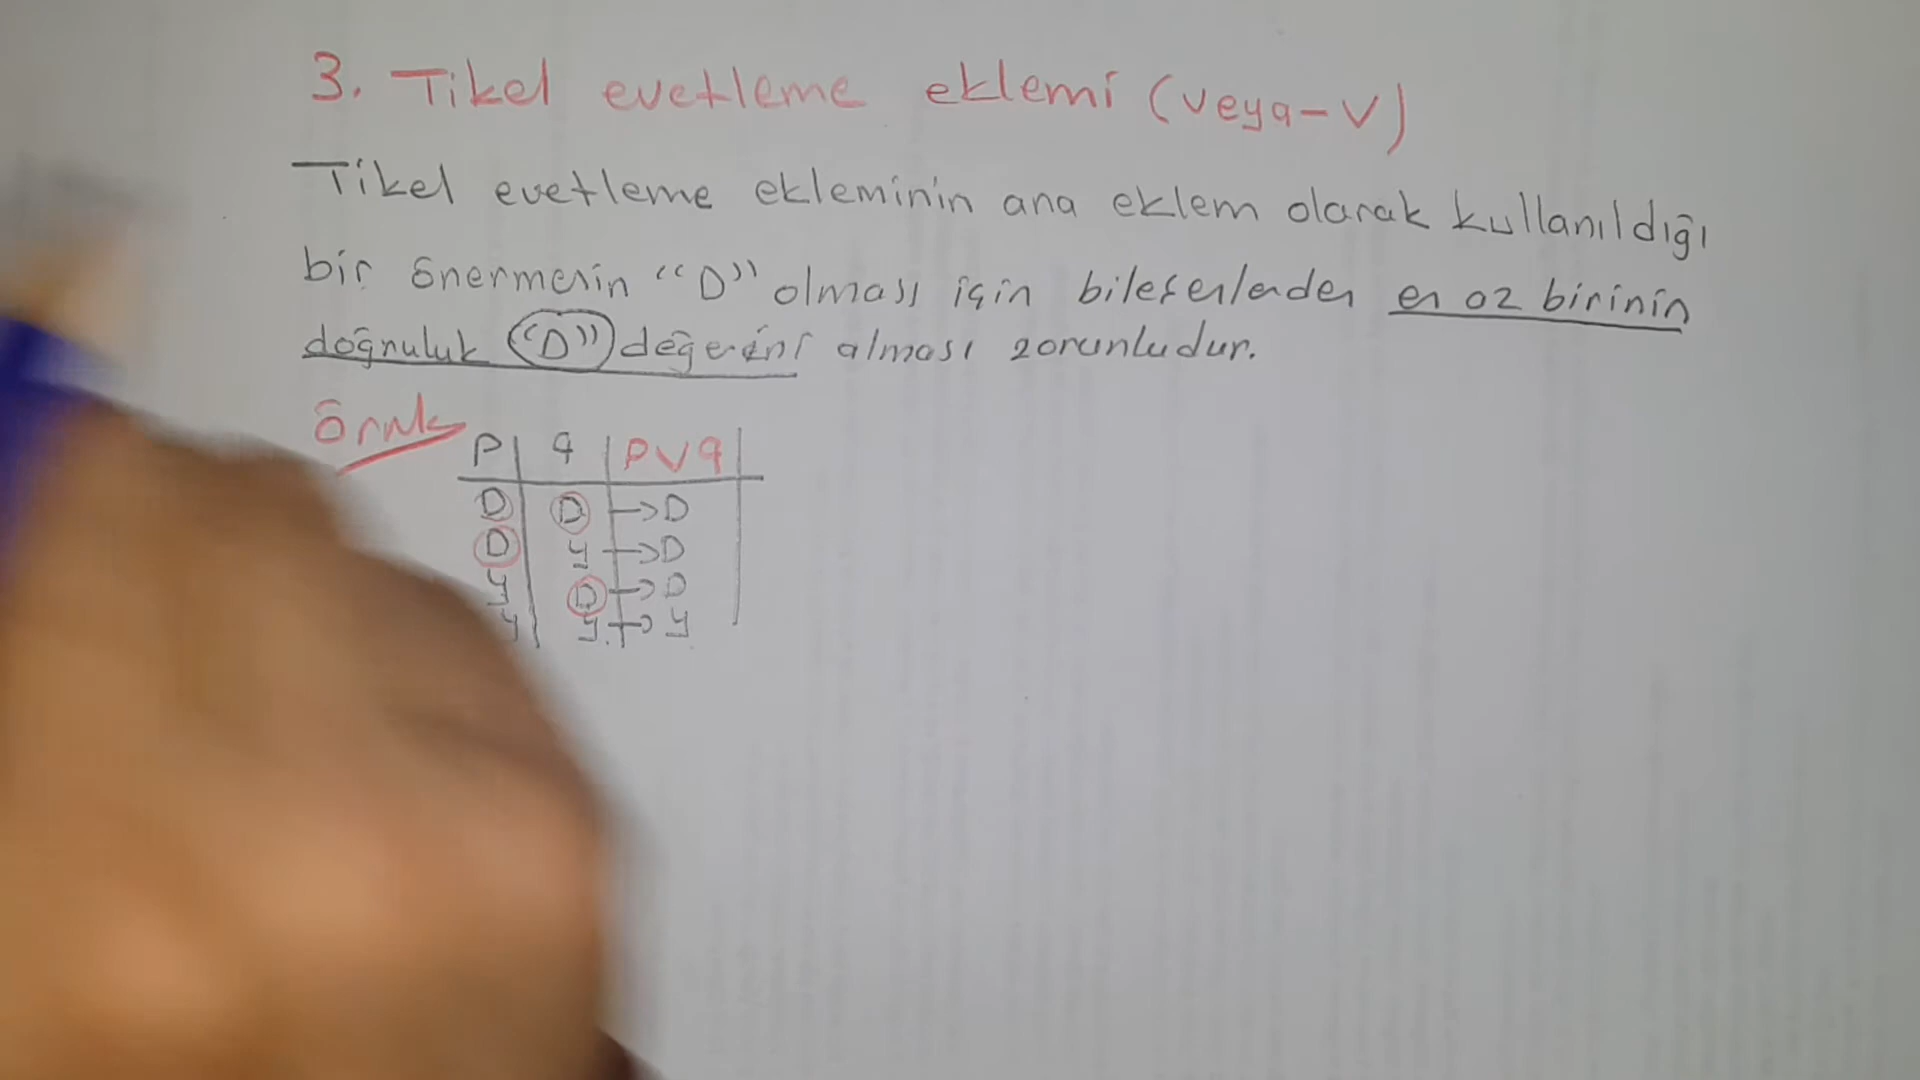 3. Tikel evetleme eklemi (veya-V)
Tikel evetleme ekleminin ana eklem olarak kullanıldığı
bir önermenin "D" olması için bileşenlerden en az birinin
doğruluk "D" değerini alması zorunludur.
Örnk
P | q | PVq
D D →D
D y →D
y D →D
y y → y